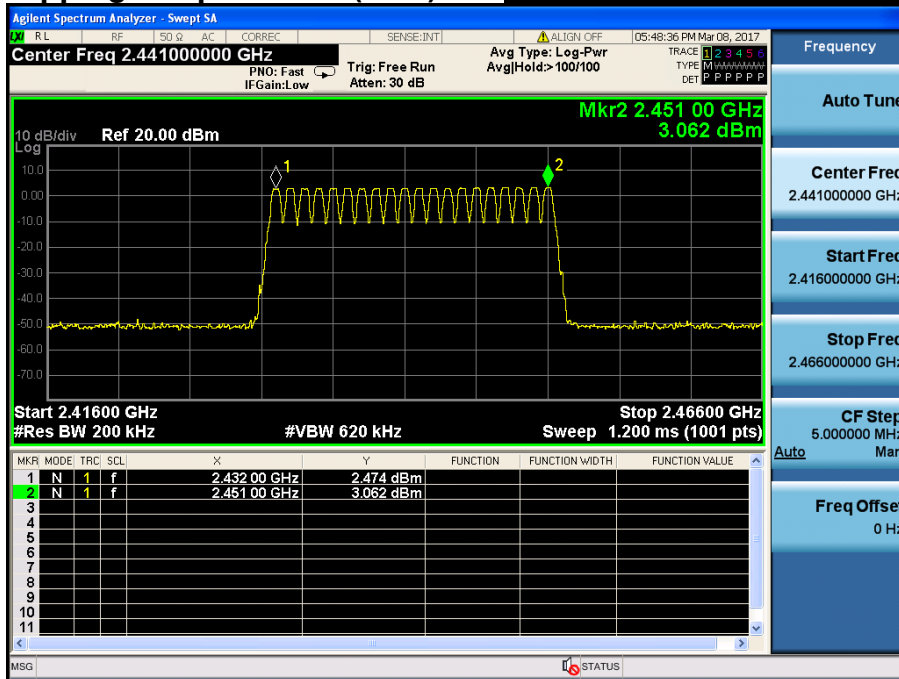 Agilent Spectrum Analyzer - Swept SA
LXI RL RF 50 Ω AC CORREC SENSE:INT ALIGN OFF 05:48:36 PM Mar 08, 2017
Center Freq 2.441000000 GHz
PNO: Fast
IFGain:Low
Trig: Free Run
Atten: 30 dB
Avg Type: Log-Pwr
Avg|Hold:>100/100
TRACE 1 2 3 4 5 6
TYPE M
DET P P P P P P
Mkr2 2.451 00 GHz
3.062 dBm
10 dB/div Ref 20.00 dBm
Log
10.0
0.00
-10.0
-20.0
-30.0
-40.0
-50.0
-60.0
-70.0
1
2
Start 2.41600 GHz Stop 2.46600 GHz
#Res BW 200 kHz #VBW 620 kHz Sweep 1.200 ms (1001 pts)
MKR MODE TRC SCL X Y FUNCTION FUNCTION WIDTH FUNCTION VALUE
1 N 1 f 2.432 00 GHz 2.474 dBm
2 N 1 f 2.451 00 GHz 3.062 dBm
3
4
5
6
7
8
9
10
11
MSG STATUS
Frequency
Auto Tune
Center Freq
2.441000000 GHz
Start Freq
2.416000000 GHz
Stop Freq
2.466000000 GHz
CF Step
5.000000 MHz
Auto Man
Freq Offset
0 Hz